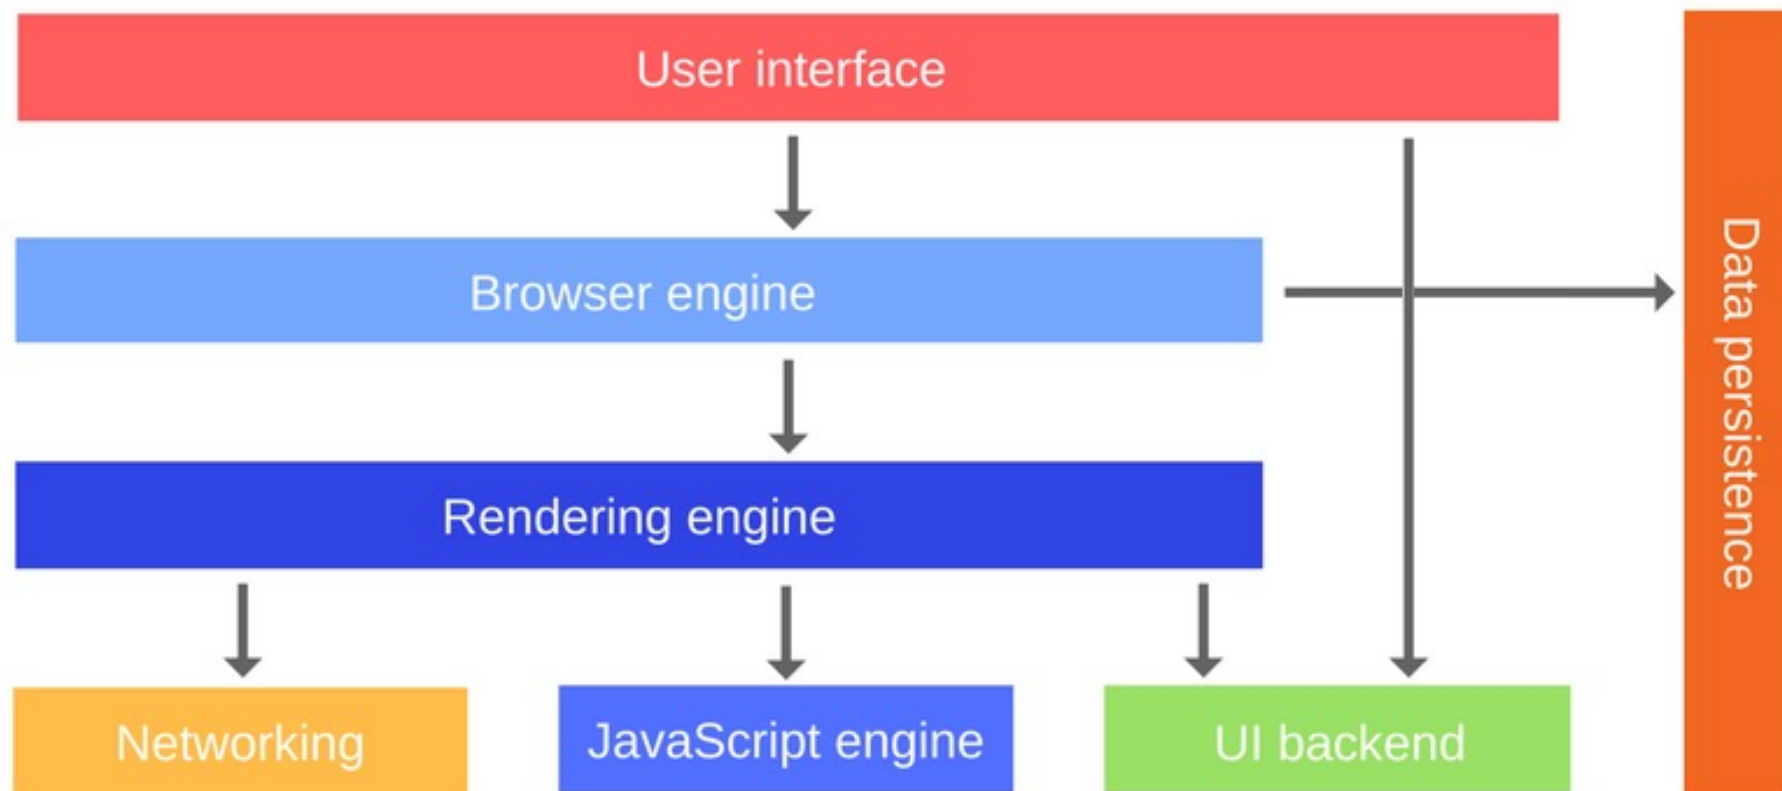 User interface
Browser engine
Data persistence
Rendering engine
Networking
JavaScript engine
UI backend